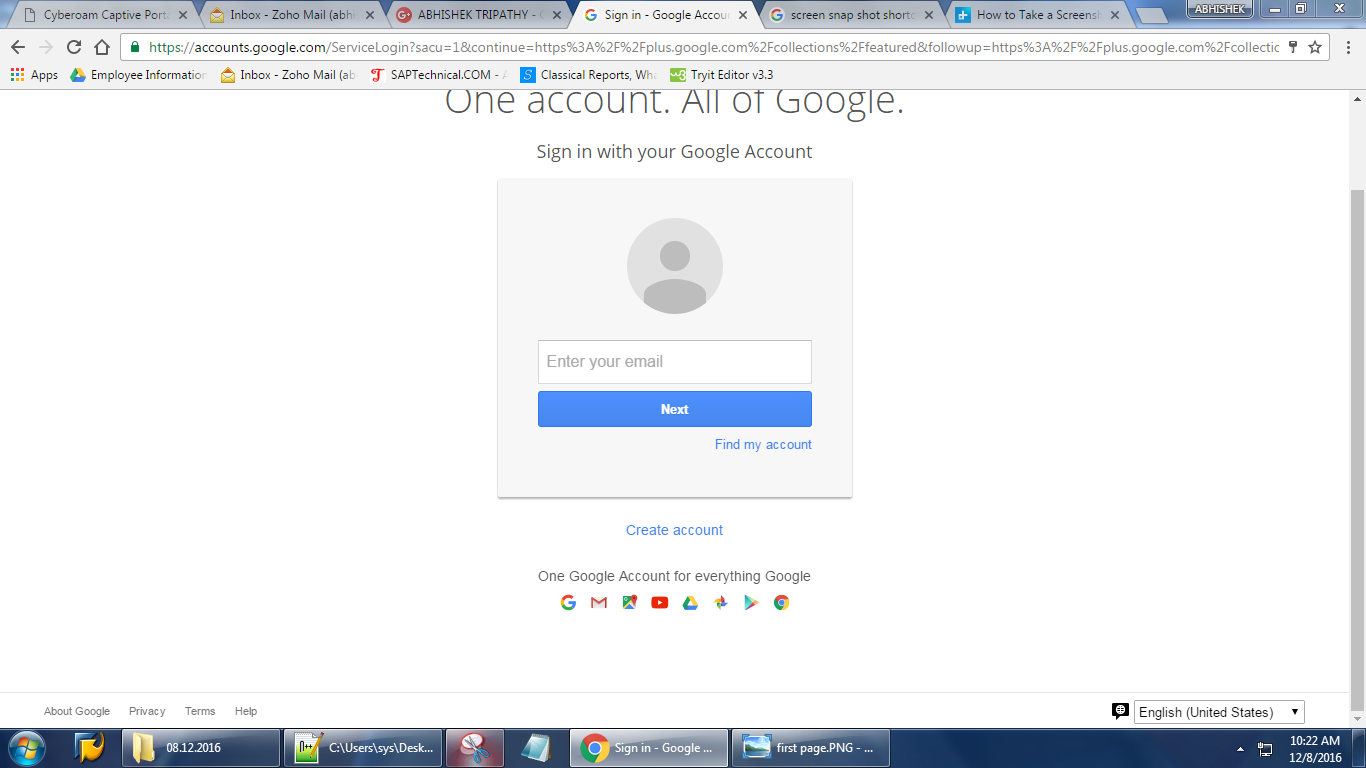 Cyberoam Captive Port
Inbox - Zoho Mail (abhi
ABHISHEK TRIPATHY - G
Sign in - Google Accoun
screen snap shot shortc
How to Take a Screensh
ABHISHEK
https://accounts.google.com/ServiceLogin?sacu=1&continue=https%3A%2F%2Fplus.google.com%2Fcollections%2Ffeatured&followup=https%3A%2F%2Fplus.google.com%2Fcollectic
Apps
Employee Information
Inbox - Zoho Mail (ab
SAPTechnical.COM -
Classical Reports, Wha
Tryit Editor v3.3
One account. All of Google.
Sign in with your Google Account
Enter your email
Next
Find my account
Create account
One Google Account for everything Google
About Google Privacy Terms Help
English (United States)
08.12.2016
C:\Users\sys\Desk...
Sign in - Google ...
first page.PNG - ...
10:22 AM
12/8/2016